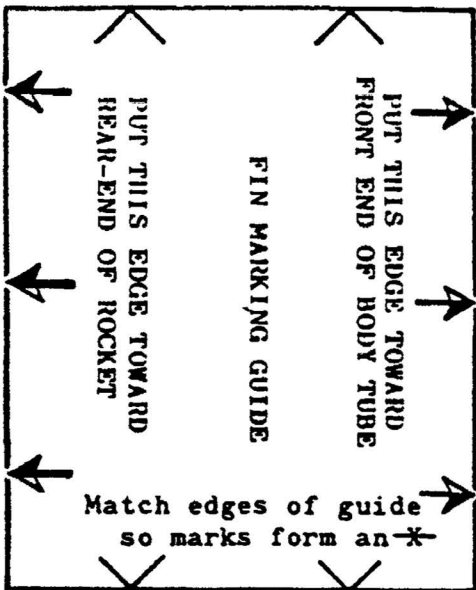 PUT THIS EDGE TOWARD
FRONT END OF BODY TUBE
FIN MARKING GUIDE
PUT THIS EDGE TOWARD
REAR-END OF ROCKET
Match edges of guide
so marks form an X